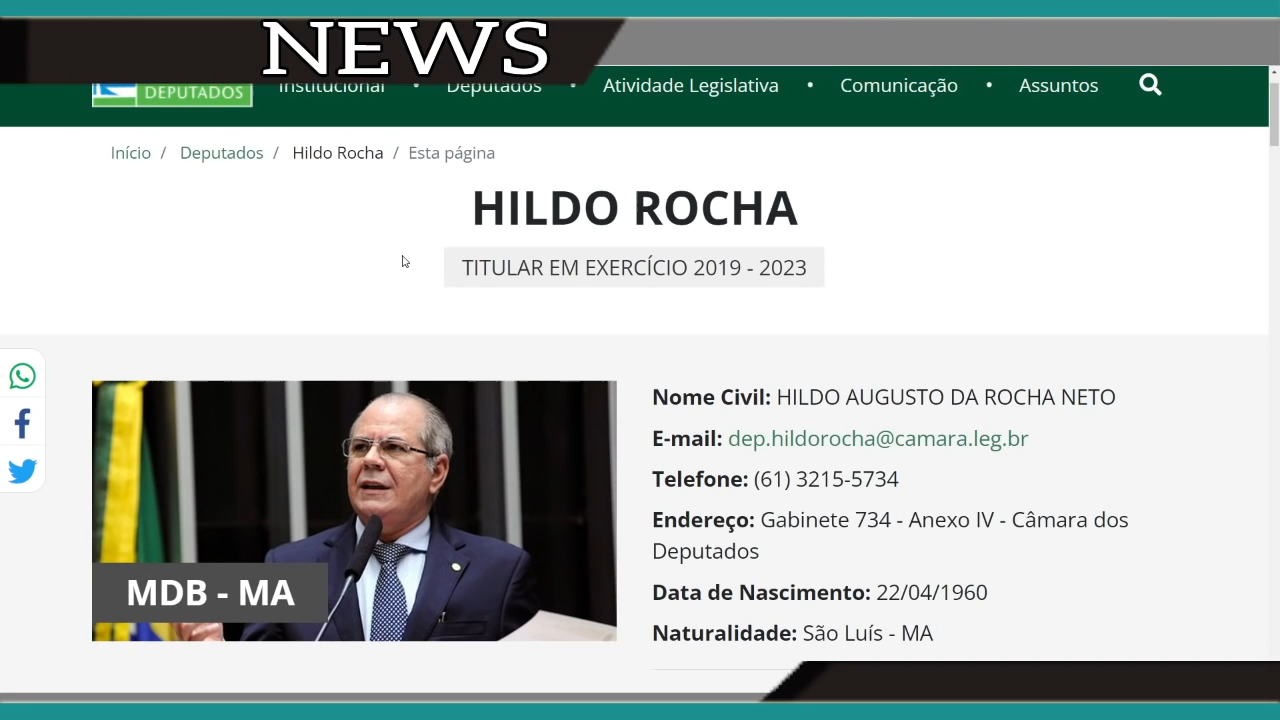 NEWS
DEPUTADOS
Institucional • Deputados • Atividade Legislativa • Comunicação • Assuntos
Início / Deputados / Hildo Rocha / Esta página
HILDO ROCHA
TITULAR EM EXERCÍCIO 2019 - 2023
MDB - MA
Nome Civil: HILDO AUGUSTO DA ROCHA NETO
E-mail: dep.hildorocha@camara.leg.br
Telefone: (61) 3215-5734
Endereço: Gabinete 734 - Anexo IV - Câmara dos
Deputados
Data de Nascimento: 22/04/1960
Naturalidade: São Luís - MA